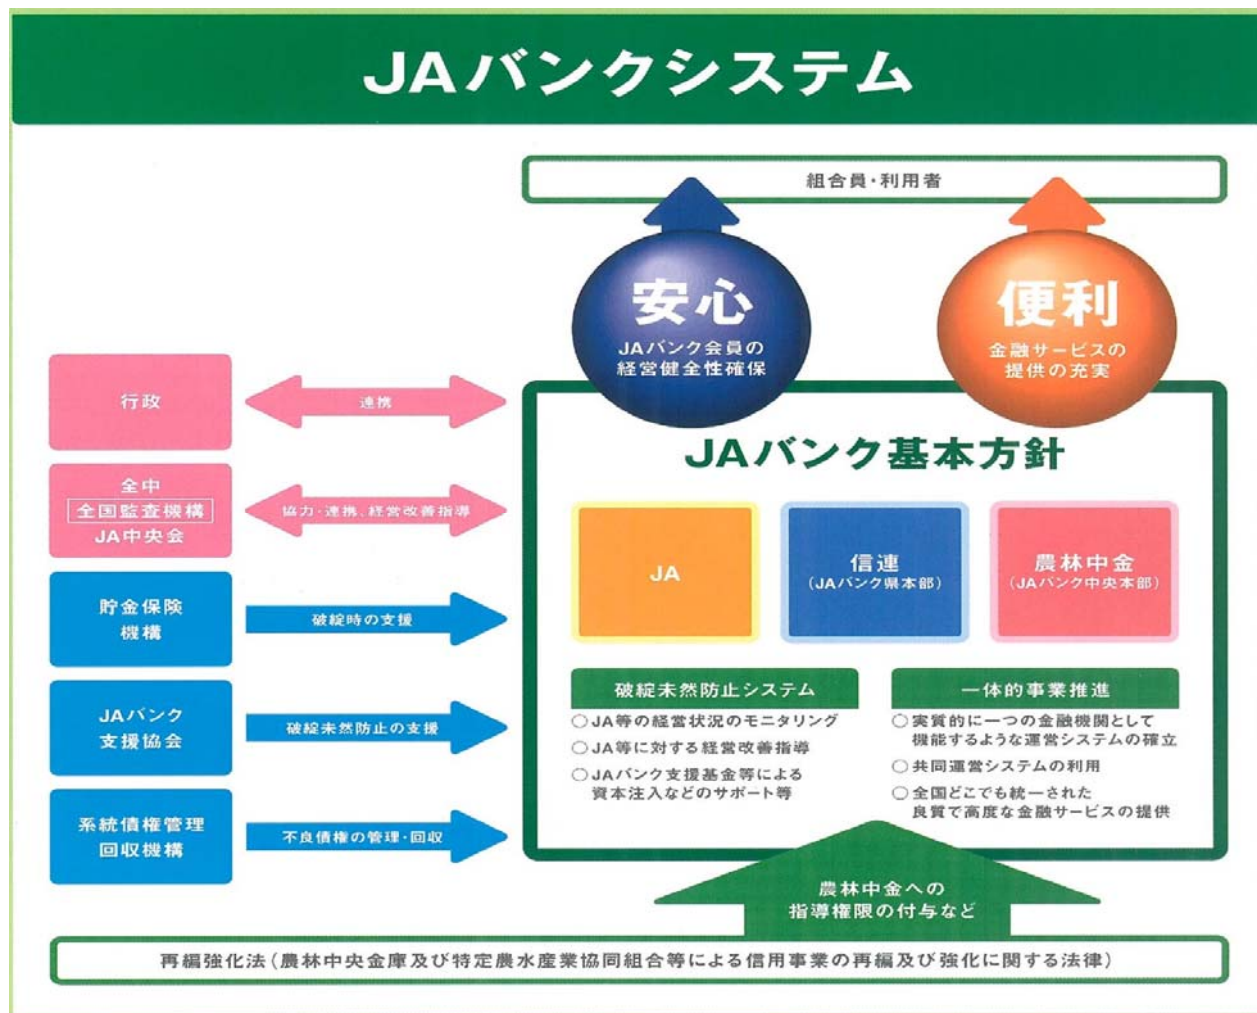 JAバンクシステム
組合員・利用者
安心
JAバンク会員の
経営健全性確保
便利
金融サービスの
提供の充実
行政
連携
全中
全国監査機構
JA中央会
協力・連携、経営改善指導
貯金保険
機構
破綻時の支援
JAバンク
支援協会
破綻未然防止の支援
系統債権管理
回収機構
不良債権の管理・回収
JAバンク基本方針
JA
信連
(JAバンク県本部)
農林中金
(JAバンク中央本部)
破綻未然防止システム
○JA等の経営状況のモニタリング
○JA等に対する経営改善指導
○JAバンク支援基金等による
資本注入などのサポート等
一体的事業推進
○実質的に一つの金融機関として
機能するような運営システムの確立
○共同運営システムの利用
○全国どこでも統一された
良質で高度な金融サービスの提供
農林中金への
指導権限の付与など
再編強化法(農林中央金庫及び特定農水産業協同組合等による信用事業の再編及び強化に関する法律)